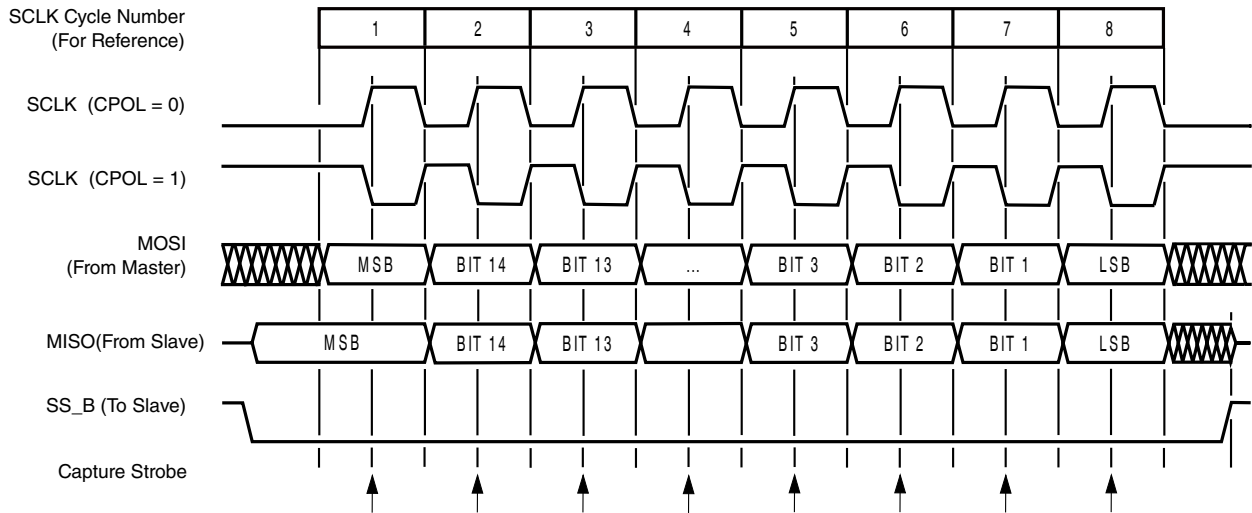 SCLK Cycle Number
(For Reference)
1 2 3 4 5 6 7 8
SCLK (CPOL = 0)
SCLK (CPOL = 1)
MOSI
(From Master)
MSB BIT 14 BIT 13 ... BIT 3 BIT 2 BIT 1 LSB
MISO(From Slave)
MSB BIT 14 BIT 13 BIT 3 BIT 2 BIT 1 LSB
SS_B (To Slave)
Capture Strobe